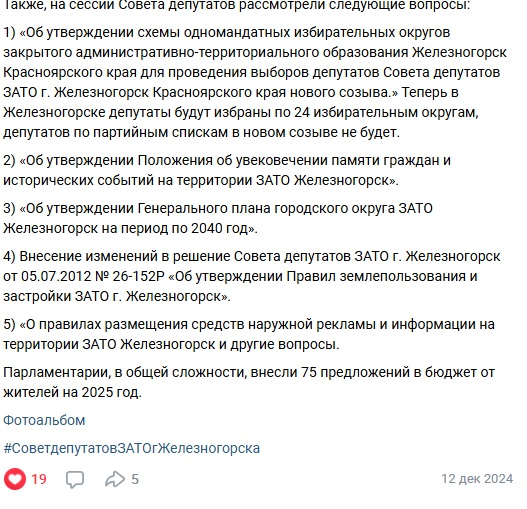 Также, на сессии Совета депутатов рассмотрели следующие вопросы:
1) «Об утверждении схемы одномандатных избирательных округов
закрытого административно-территориального образования Железногорск
Красноярского края для проведения выборов депутатов Совета депутатов
ЗАТО г. Железногорск Красноярского края нового созыва.» Теперь в
Железногорске депутаты будут избраны по 24 избирательным округам,
депутатов по партийным спискам в новом созыве не будет.
2) «Об утверждении Положения об увековечении памяти граждан и
исторических событий на территории ЗАТО Железногорск».
3) «Об утверждении Генерального плана городского округа ЗАТО
Железногорск на период по 2040 год».
4) Внесение изменений в решение Совета депутатов ЗАТО г. Железногорск
от 05.07.2012 № 26-152Р «Об утверждении Правил землепользования и
застройки ЗАТО г. Железногорск».
5) «О правилах размещения средств наружной рекламы и информации на
территории ЗАТО Железногорск и другие вопросы.
Парламентарии, в общей сложности, внесли 75 предложений в бюджет от
жителей на 2025 год.
Фотоальбом
#СоветдепутатовЗАТОгЖелезногорска
19 5 12 дек 2024